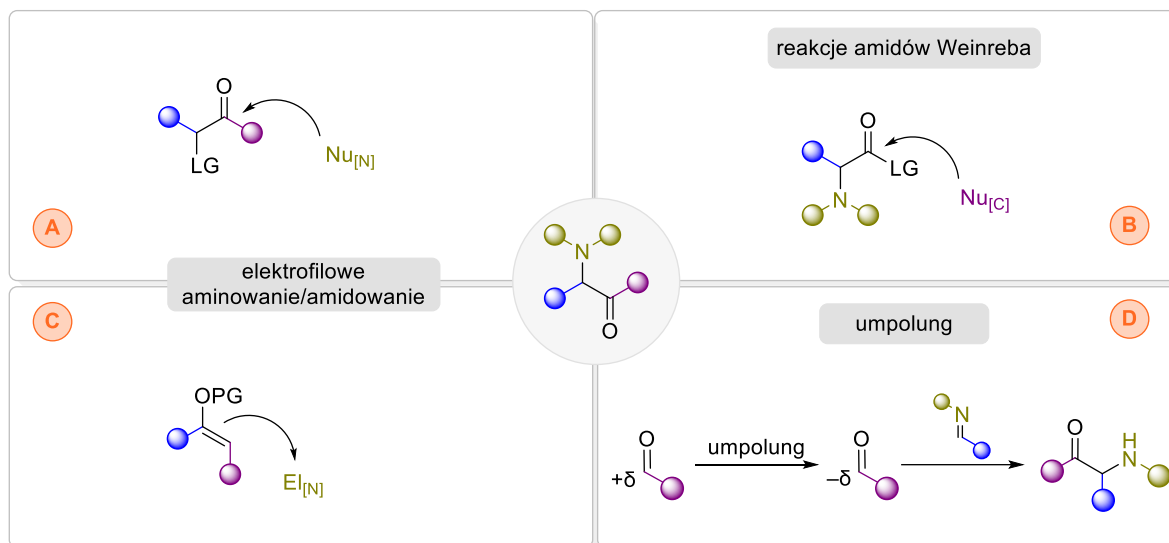 O
LG
Nu[N]
A
reakcje amidów Weinreba
O
LG
N
Nu[C]
B
elektrofilowe
aminowanie/amidowanie
N
O
C
OPG
El[N]
umpolung
D
O
+δ
umpolung
O
–δ
N
O
H
N